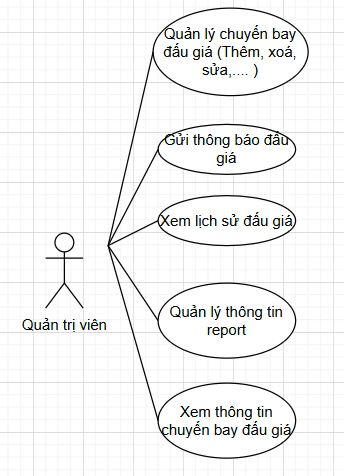 Quản lý chuyến bay
đấu giá (Thêm, xoá,
sửa,.... )
Gửi thông báo đấu
giá
Xem lịch sử đấu giá
Quản trị viên
Quản lý thông tin
report
Xem thông tin
chuyến bay đấu giá